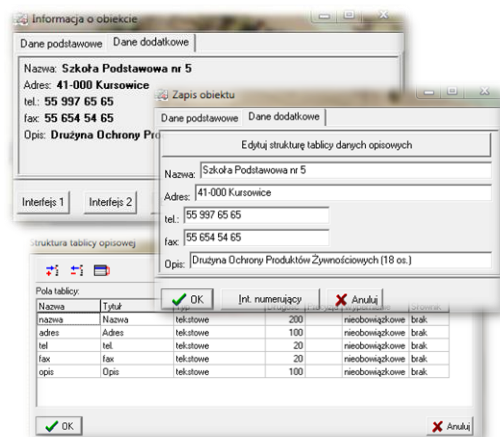 Informacja o obiekcie
Dane podstawowe Dane dodatkowe
Nazwa: Szkoła Podstawowa nr 5
Adres: 41-000 Kursowice
tel.: 55 997 65 65
fax: 55 654 54 65
Opis: Drużyna Ochrony
Interfejs 1 Interfejs 2
Zapis obiektu
Dane podstawowe Dane dodatkowe
Edytuj strukturę tablicy danych opisowych
Nazwa: Szkoła Podstawowa nr 5
Adres: 41-000 Kursowice
tel.: 55 997 65 65
fax: 55 654 54 65
Opis: Drużyna Ochrony Produktów Żywnościowych (18 os.)
OK Int. numerujący Anuluj
Struktura tablicy opisowej
Pola tablicy:
Nazwa Tytuł
nazwa Nazwa tekstowe 200 nieobowiązkowe brak
adres Adres tekstowe 100 nieobowiązkowe brak
tel tel. tekstowe 20 nieobowiązkowe brak
fax fax tekstowe 20 nieobowiązkowe brak
opis Opis tekstowe 100 nieobowiązkowe brak
OK Anuluj